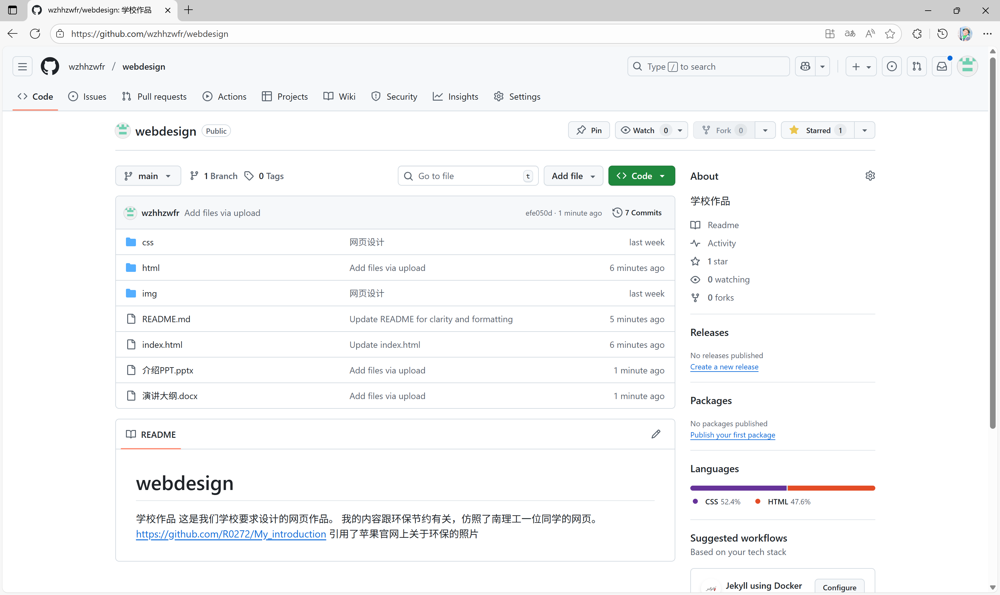 wzhhzwfr/webdesign: 学校作品
https://github.com/wzhhzwfr/webdesign
wzhhzwfr / webdesign
Type / to search
Code Issues Pull requests Actions Projects Wiki Security Insights Settings
webdesign Public
Pin Watch 0 Fork 0 Starred 1
main 1 Branch 0 Tags
Go to file t Add file Code
wzhhzwfr Add files via upload efe050d · 1 minute ago 7 Commits
css 网页设计 last week
html Add files via upload 6 minutes ago
img 网页设计 last week
README.md Update README for clarity and formatting 5 minutes ago
index.html Update index.html 6 minutes ago
介绍PPT.pptx Add files via upload 1 minute ago
演讲大纲.docx Add files via upload 1 minute ago
README
webdesign
学校作品 这是我们学校要求设计的网页作品。 我的内容跟环保节约有关，仿照了南理工一位同学的网页。
https://github.com/R0272/My_introduction 引用了苹果官网上关于环保的照片
About
学校作品
Readme
Activity
1 star
0 watching
0 forks
Releases
No releases published
Create a new release
Packages
No packages published
Publish your first package
Languages
CSS 52.4% HTML 47.6%
Suggested workflows
Based on your tech stack
jekyll Jekyll using Docker Configure